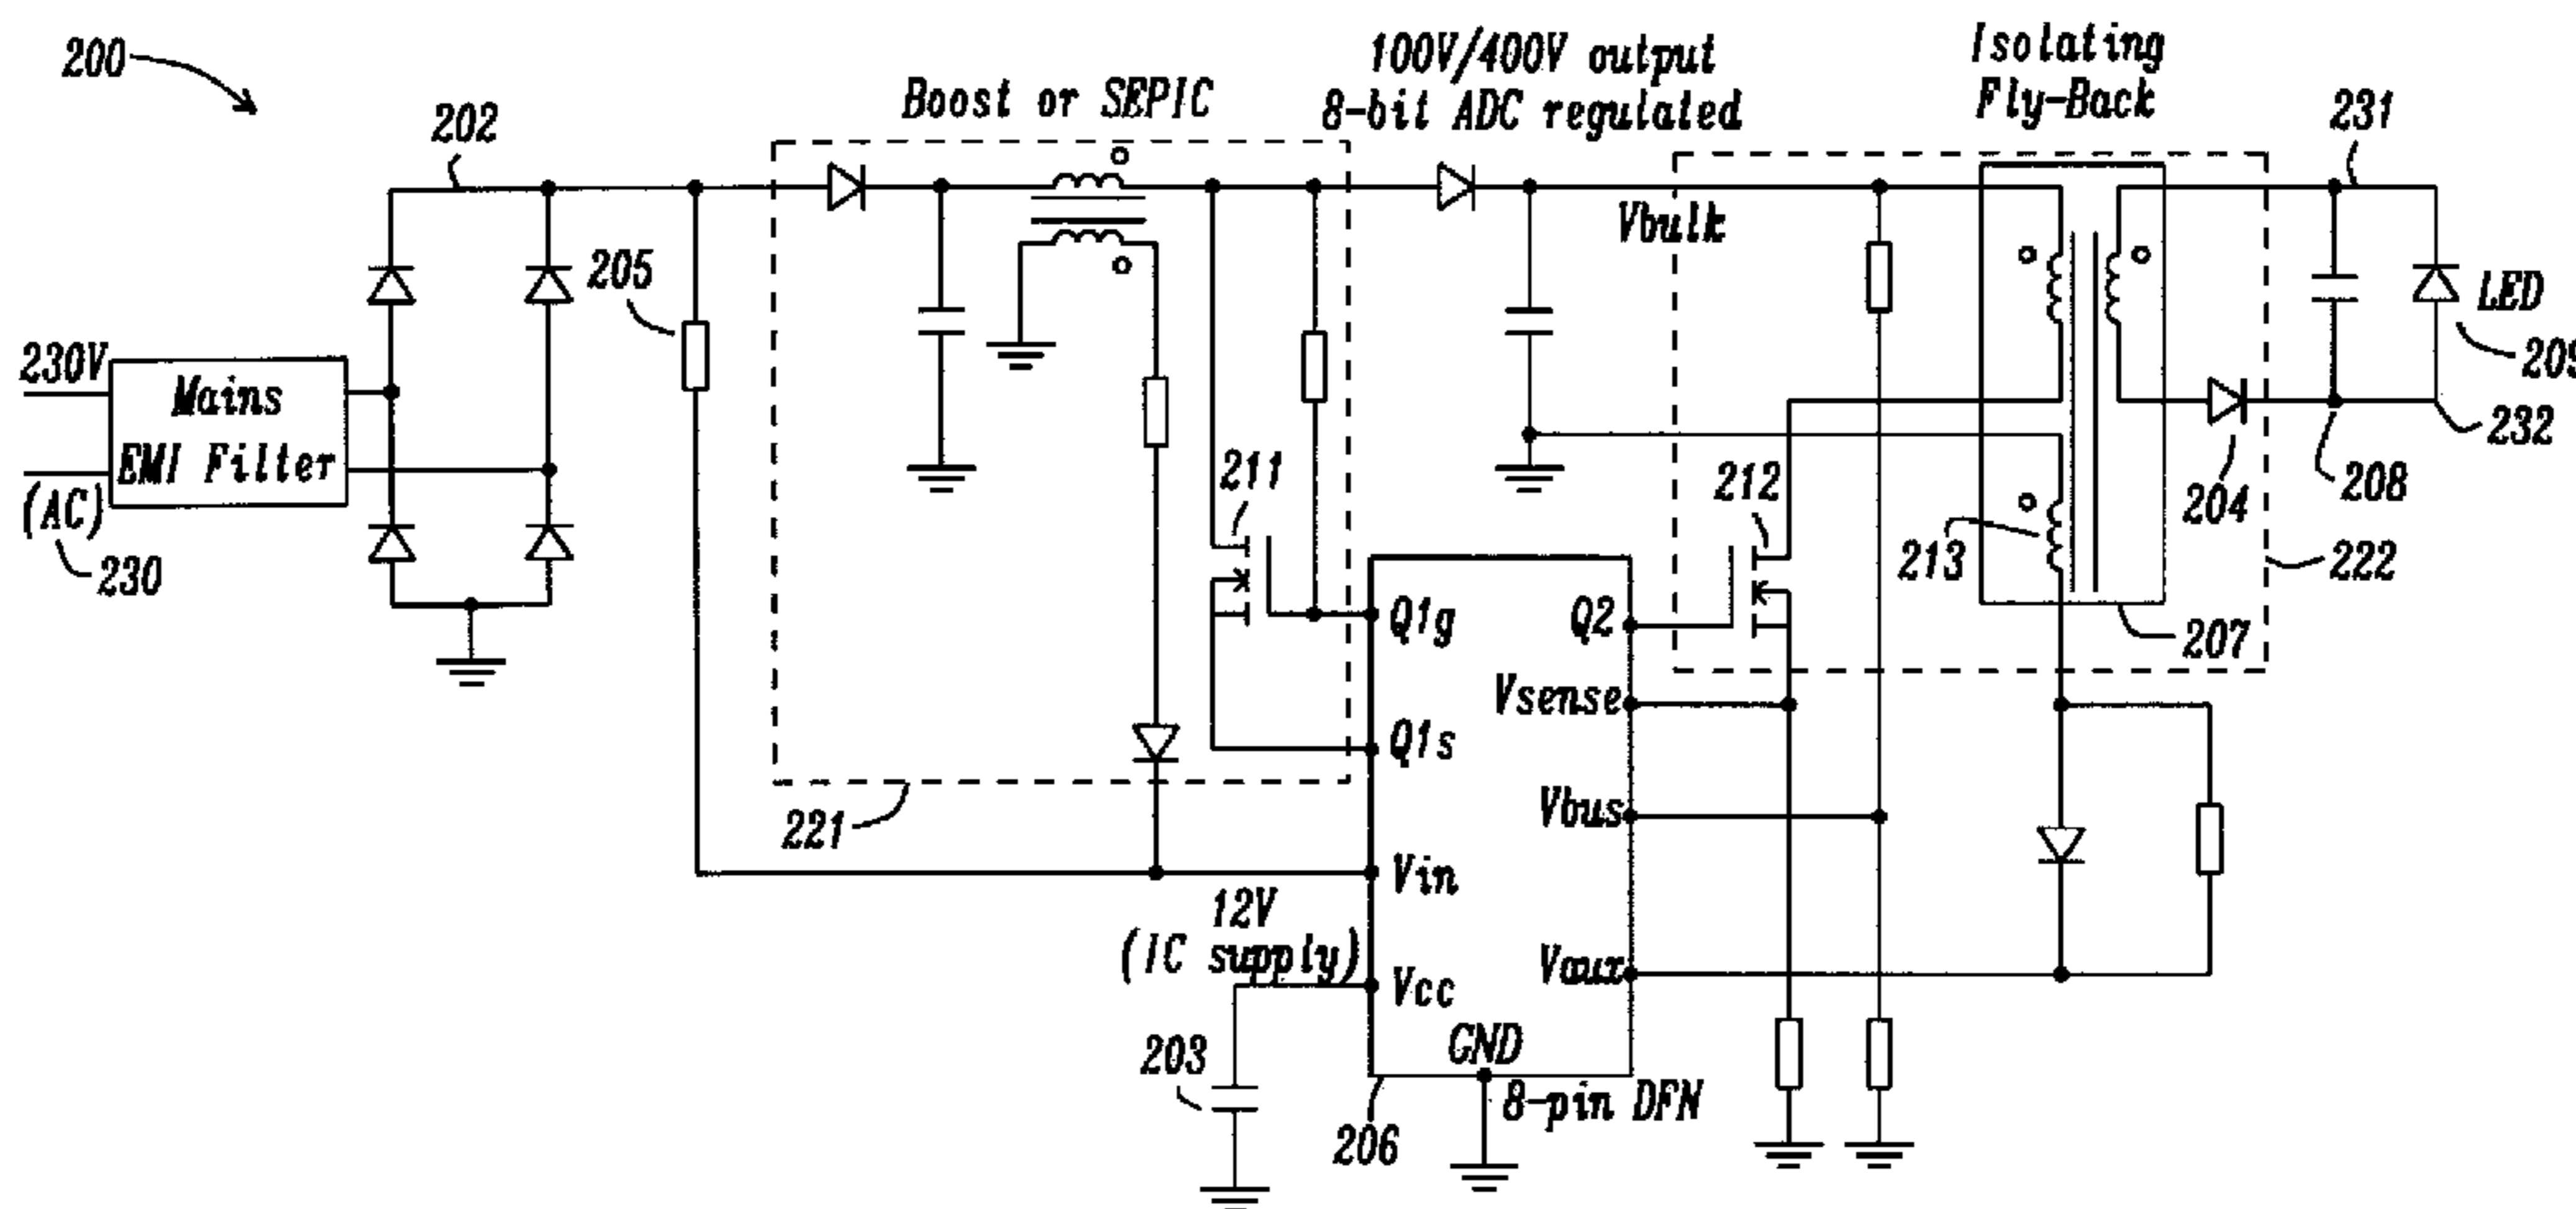 200
202
Boost or SEPIC
100V/400V output
8-bit ADC regulated
Isolating
Fly-Back
231
Vbulk
205
LED
209
230V
Mains
EMI Filter
(AC)
230
211
212
213
204
208
232
222
207
Q1g
Q2
Vsense
Q1s
Vbus
221
Vin
12V
(IC supply)
Vcc
Vaux
203
GND
8-pin DFN
206